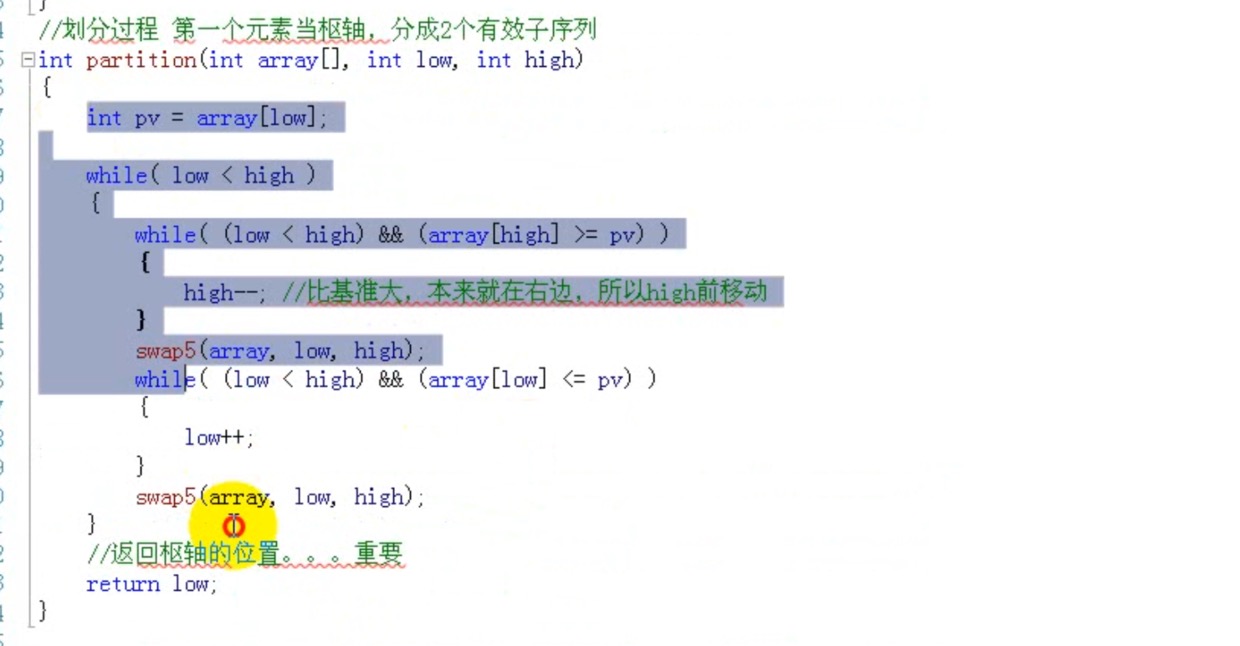 }
//划分过程 第一个元素当枢轴，分成2个有效子序列
int partition(int array[], int low, int high)
{
int pv = array[low];
while( low < high )
{
while( (low < high) && (array[high] >= pv) )
{
high--; //比基准大，本来就在右边，所以high前移动
}
swap5(array, low, high);
while( (low < high) && (array[low] <= pv) )
{
low++;
}
swap5(array, low, high);
}
//返回枢轴的位置。。。重要
return low;
}